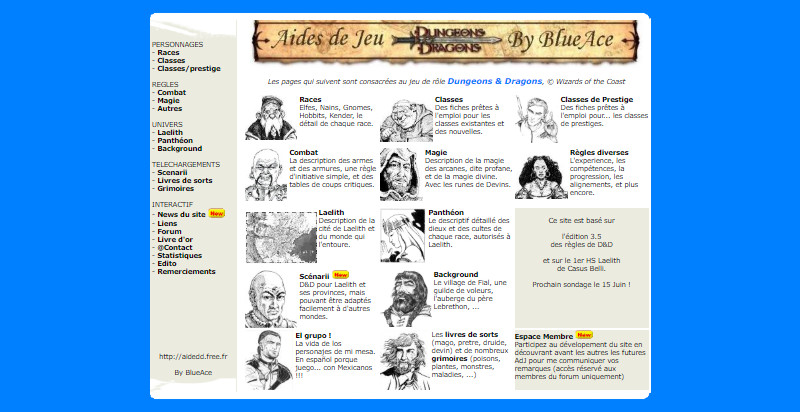 Aides de Jeu DUNGEONS & DRAGONS By BlueAce
PERSONNAGES
- Races
- Classes
- Classes/prestige
REGLES
- Combat
- Magie
- Autres
UNIVERS
- Laelith
- Panthéon
- Background
TELECHARGEMENTS
- Scenarii
- Livres de sorts
- Grimoires
INTERACTIF
- News du site New
- Liens
- Forum
- Livre d'or
- @Contact
- Statistiques
- Edito
- Remerciements
http://aidedd.free.fr
By BlueAce
Les pages qui suivent sont consacrées au jeu de rôle Dungeons & Dragons, © Wizards of the Coast
Races
Elfes, Nains, Gnomes,
Hobbits, Kender, le
détail de chaque race.
Classes
Des fiches prêtes à
l'emploi pour les
classes existantes et
des nouvelles.
Classes de Prestige
Des fiches prêtes à
l'emploi pour... les classes
de prestiges.
Combat
La description des armes
et des armures, une règle
d'initiative simple, et des
tables de coups critiques.
Magie
Description de la magie
des arcanes, dite profane,
et de la magie divine.
Avec les runes de Devins.
Règles diverses
L'experience, les
compétences, la
progression, les
alignements, et plus
encore.
Laelith
Description de la
cité de Laelith et
du monde qui
l'entoure.
Panthéon
Le descriptif détaillé des
dieux et des cultes de
chaque race, autorisés à
Laelith.
Ce site est basé sur
l'édition 3.5
des règles de D&D
et sur le 1er HS Laelith
de Casus Belli.
Prochain sondage le 15 Juin !
Scénarii New
D&D pour Laelith et
ses provinces, mais
pouvant être adaptés
facilement à d'autres
mondes.
Background
Le village de Fial, une
guilde de voleurs,
l'auberge du père
Lebrethon, ...
El grupo !
La vida de los
personajes de mi mesa.
En español porque
juego... con Mexicanos
!!!
Les livres de sorts
(mago, pretre, druide,
devin) et de nombreux
grimoires (poisons,
plantes, monstres,
maladies, ...)
Espace Membre New
Participez au dévelopement du site en
découvrant avant les autres les futures
AdJ pour me communiquer vos
remarques (accès réservé aux
membres du forum uniquement)